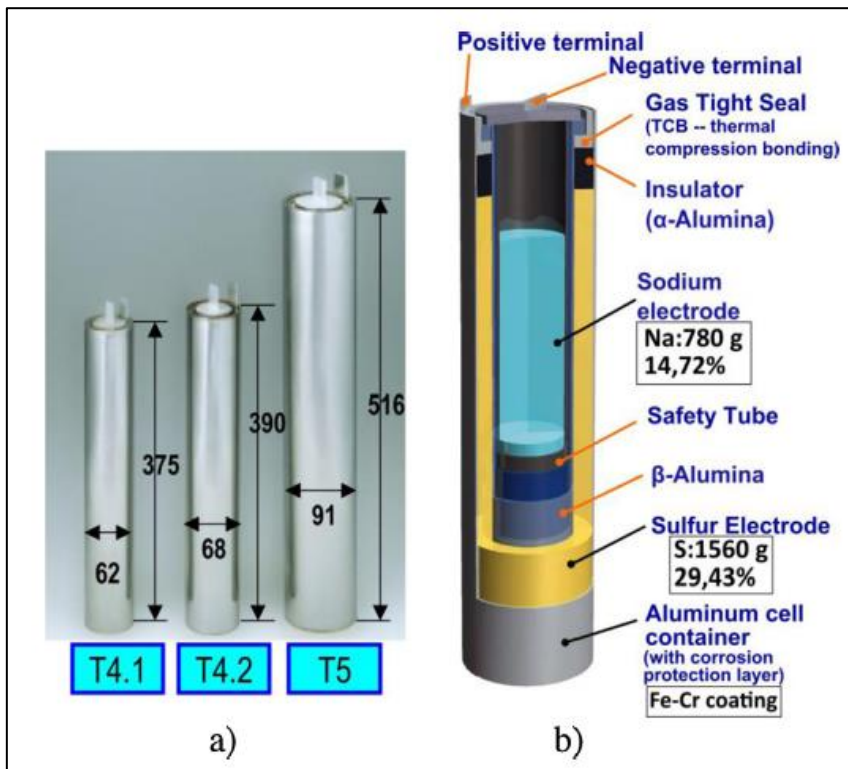 375
390
516
62
68
91
T4.1
T4.2
T5
a)
Positive terminal
Negative terminal
Gas Tight Seal
(TCB -- thermal
compression bonding)
Insulator
(α-Alumina)
Sodium
electrode
Na:780 g
14,72%
Safety Tube
β-Alumina
Sulfur Electrode
S:1560 g
29,43%
Aluminum cell
container
(with corrosion
protection layer)
Fe-Cr coating
b)